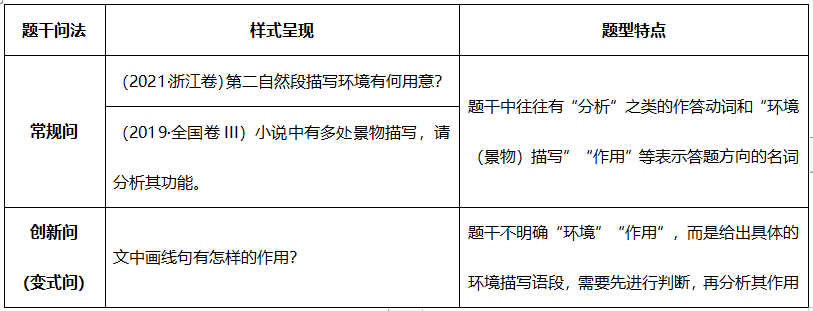 题干问法
样式呈现
题型特点
常规问
（2021·浙江卷）第二自然段描写环境有何用意？
（2019·全国卷 III）小说中有多处景物描写，请
分析其功能。
题干中往往有“分析”之类的作答动词和“环境
（景物）描写”“作用”等表示答题方向的名词
创新问
（变式问）
文中画线句有怎样的作用？
题干不明确“环境”“作用”，而是给出具体的
环境描写语段，需要先进行判断，再分析其作用